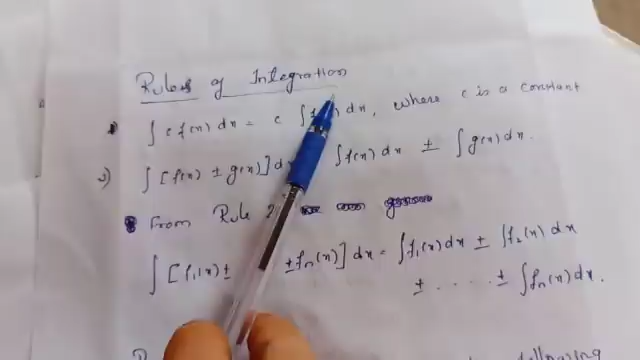 Rules of Integration
1) ∫ c f(x) dx = c ∫ f(x) dx, where c is a constant
2) ∫ [f(x) ± g(x)] dx ∫ f(x) dx ± ∫ g(x) dx.
From Rule 2
∫ [f₁(x) ± ± fₙ(x)] dx = ∫ f₁(x) dx ± ∫ f₂(x) dx
± . . . . ± ∫ fₙ(x) dx.